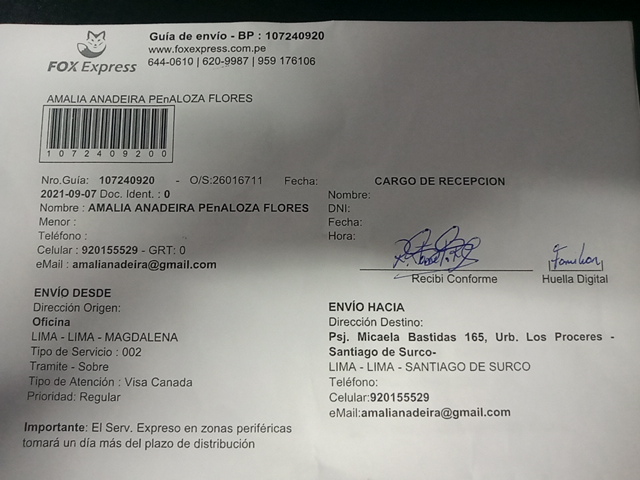 FOX Express
Guía de envío - BP : 107240920
www.foxexpress.com.pe
644-0610 | 620-9987 | 959 176106
AMALIA ANADEIRA PEnALOZA FLORES
1072409200
Nro.Guía: 107240920 - O/S:26016711 Fecha:
2021-09-07 Doc. Ident. : 0
Nombre : AMALIA ANADEIRA PEnALOZA FLORES
Menor :
Teléfono :
Celular : 920155529 - GRT: 0
eMail : amalianadeira@gmail.com
CARGO DE RECEPCION
Nombre:
DNI:
Fecha:
Hora:
Recibi Conforme
Familiar
Huella Digital
ENVÍO DESDE
Dirección Origen:
Oficina
LIMA - LIMA - MAGDALENA
Tipo de Servicio : 002
Tramite - Sobre
Tipo de Atención : Visa Canada
Prioridad: Regular
ENVÍO HACIA
Dirección Destino:
Psj. Micaela Bastidas 165, Urb. Los Proceres -
Santiago de Surco-
LIMA - LIMA - SANTIAGO DE SURCO
Teléfono:
Celular:920155529
eMail:amalianadeira@gmail.com
Importante: El Serv. Expreso en zonas periféricas
tomará un día más del plazo de distribución